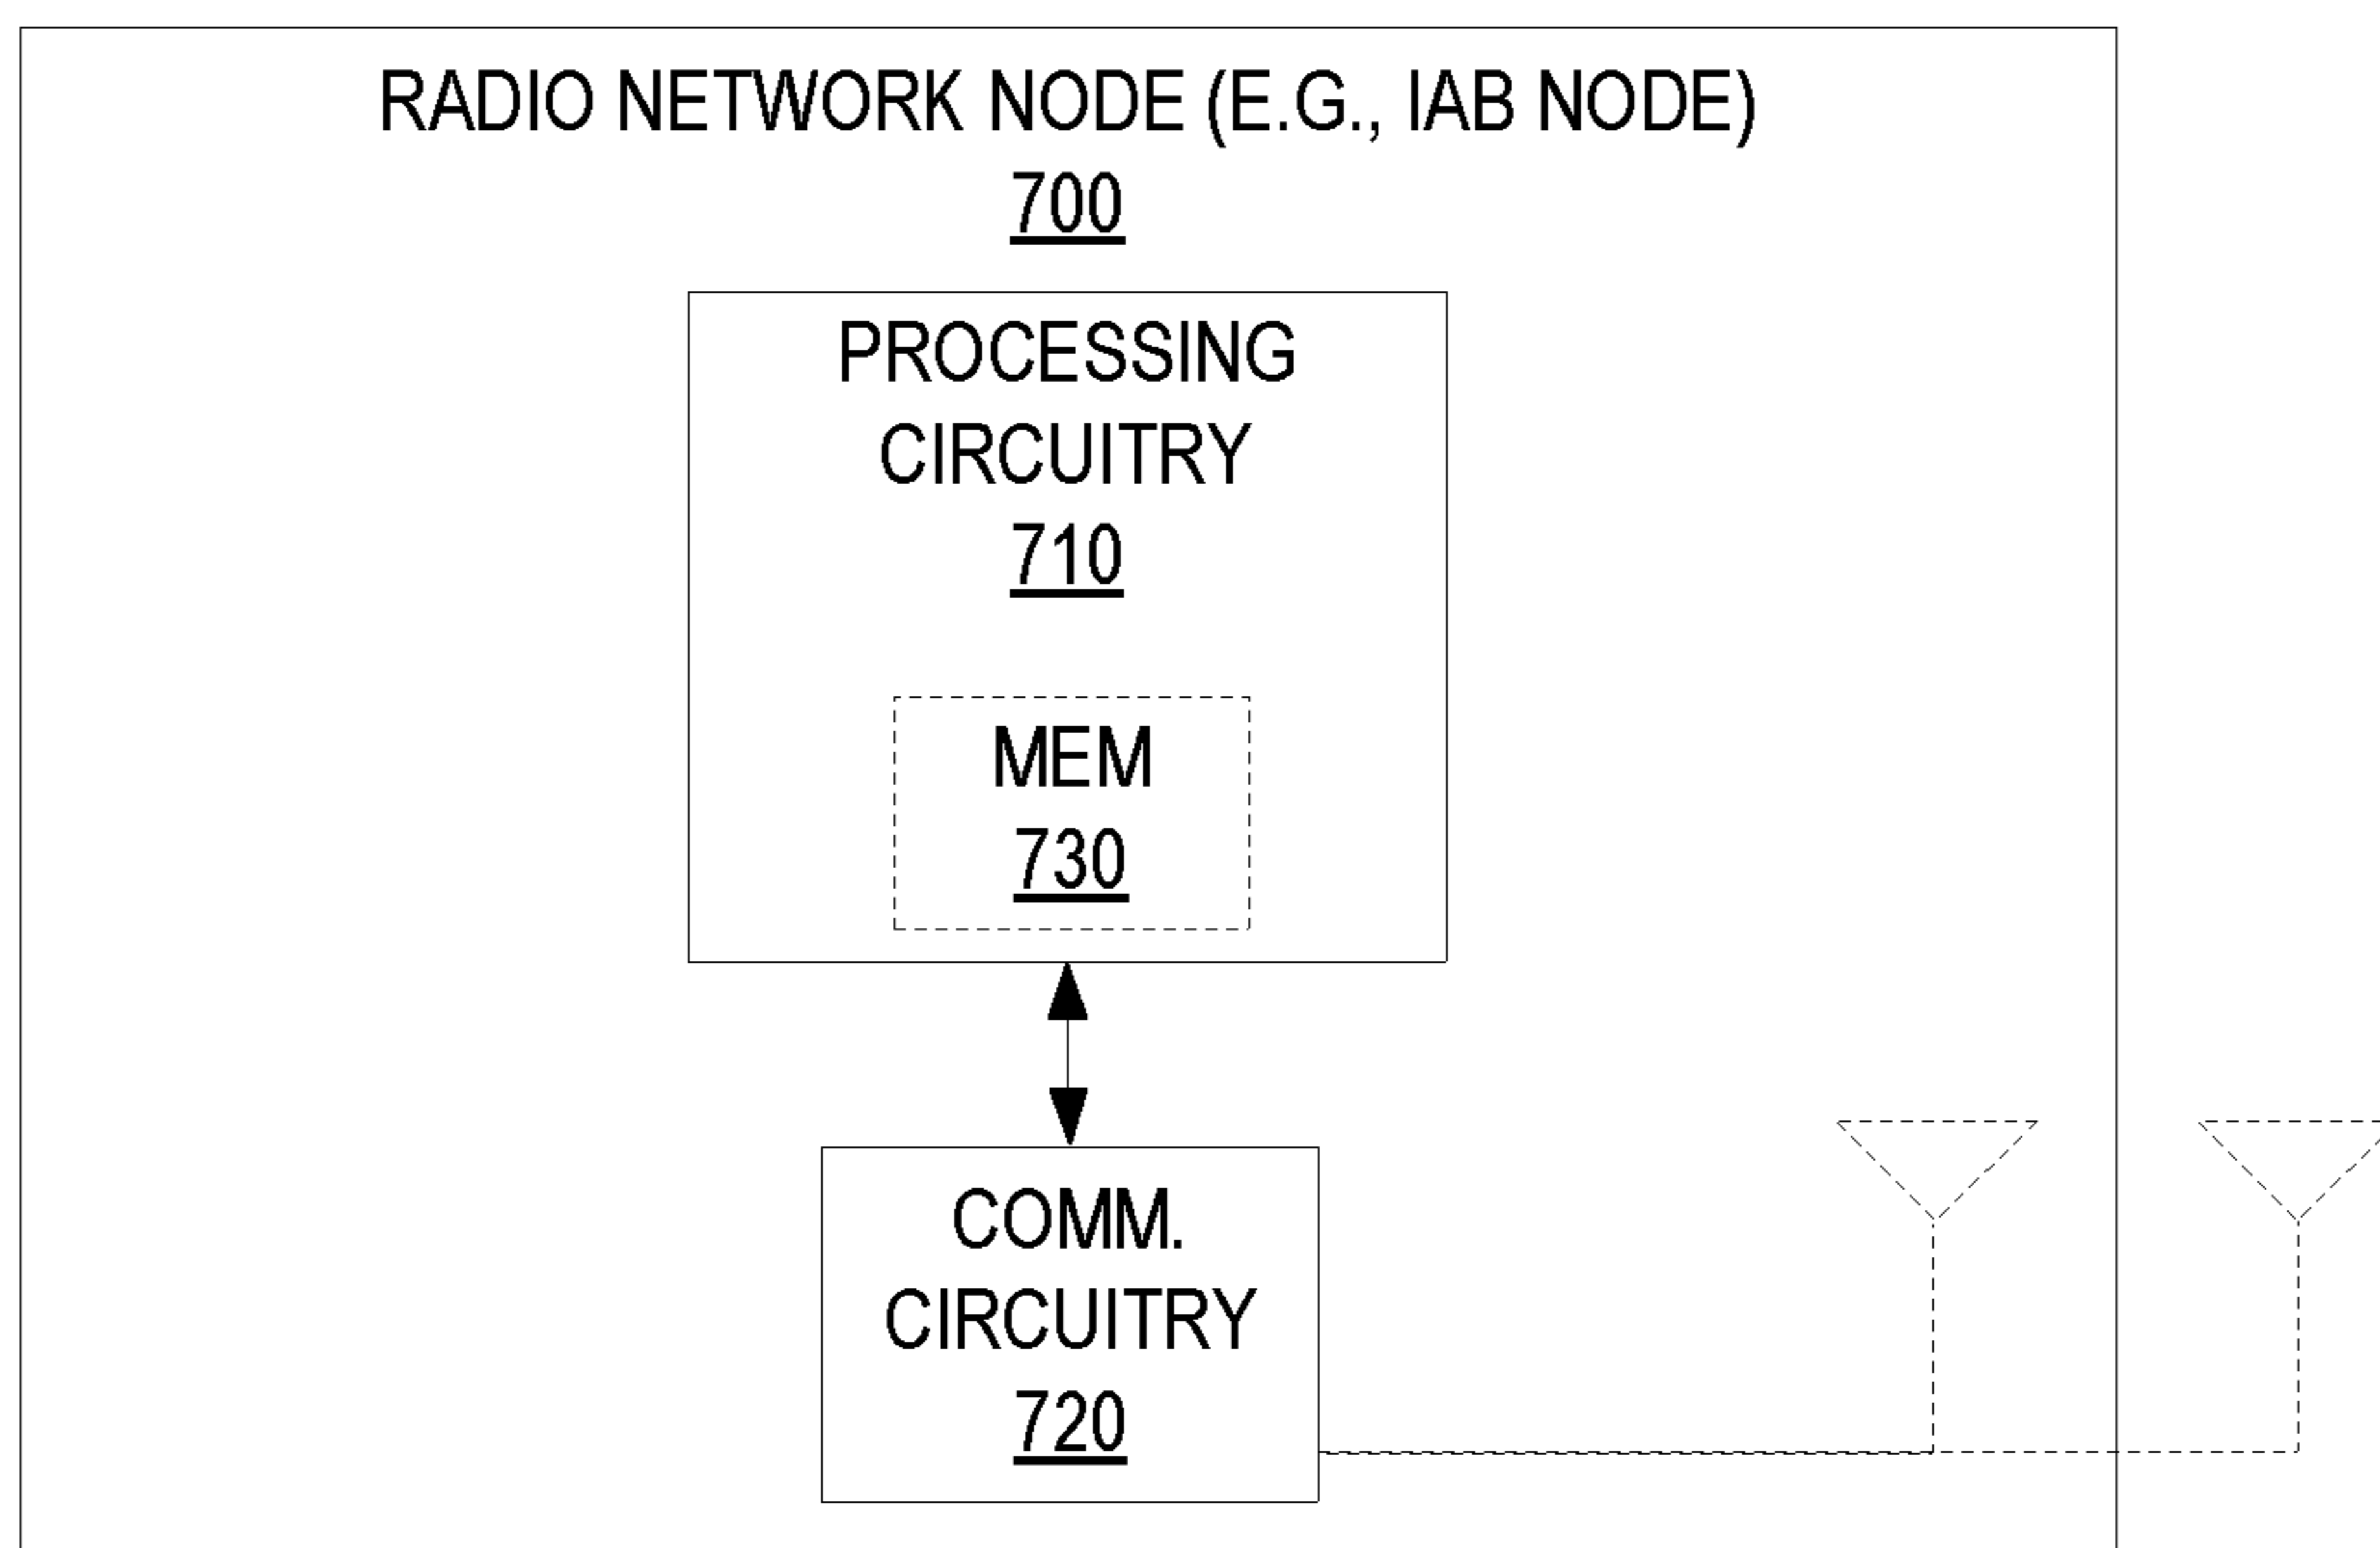 RADIO NETWORK NODE (E.G., IAB NODE)
700
PROCESSING
CIRCUITRY
710
MEM
730
COMM.
CIRCUITRY
720